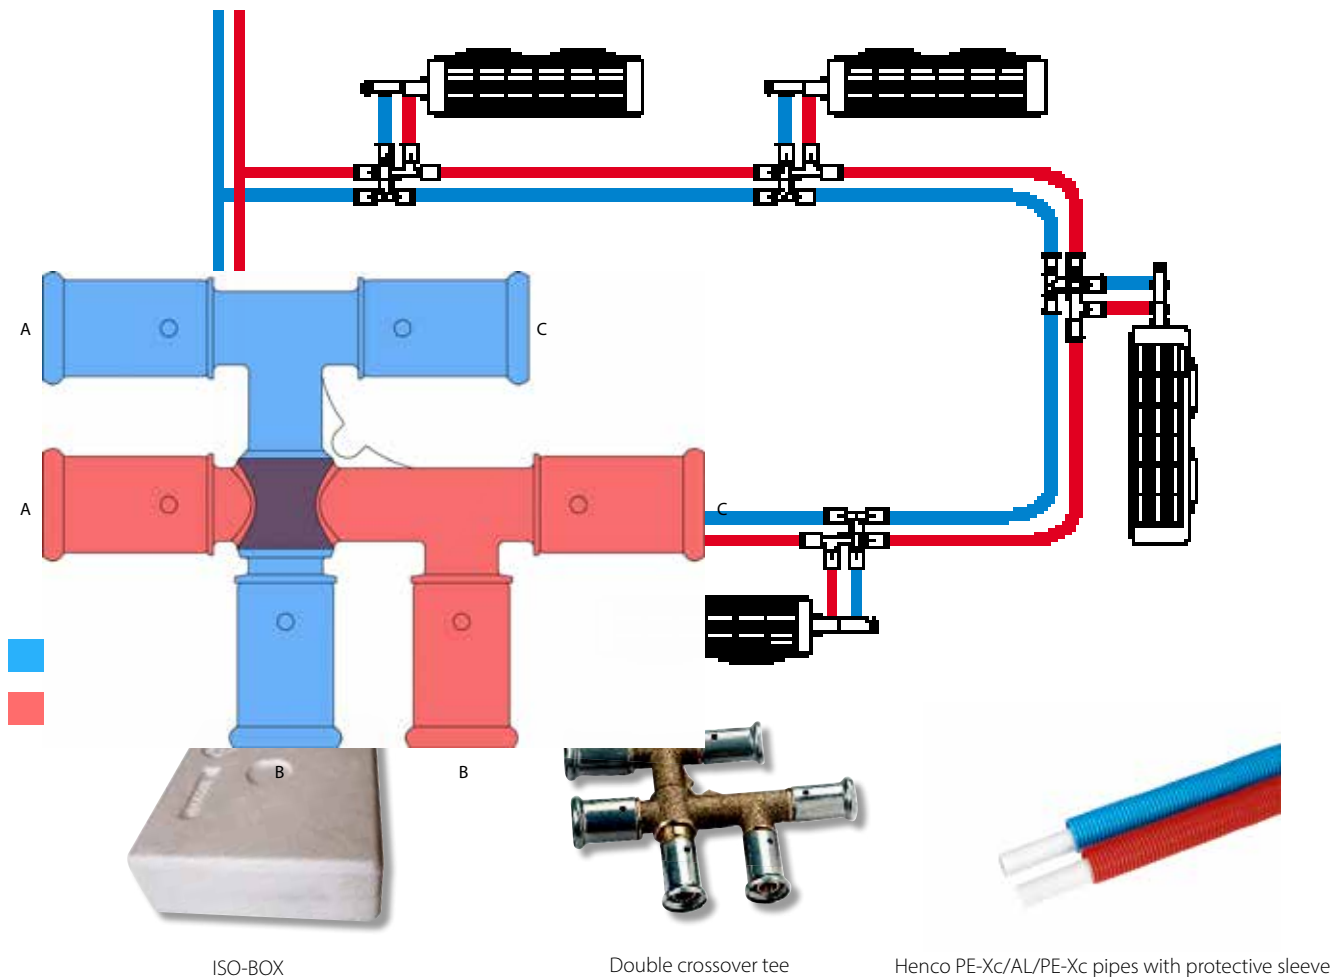 A
C
A
C
B
B
ISO-BOX
Double crossover tee
Henco PE-Xc/AL/PE-Xc pipes with protective sleeve